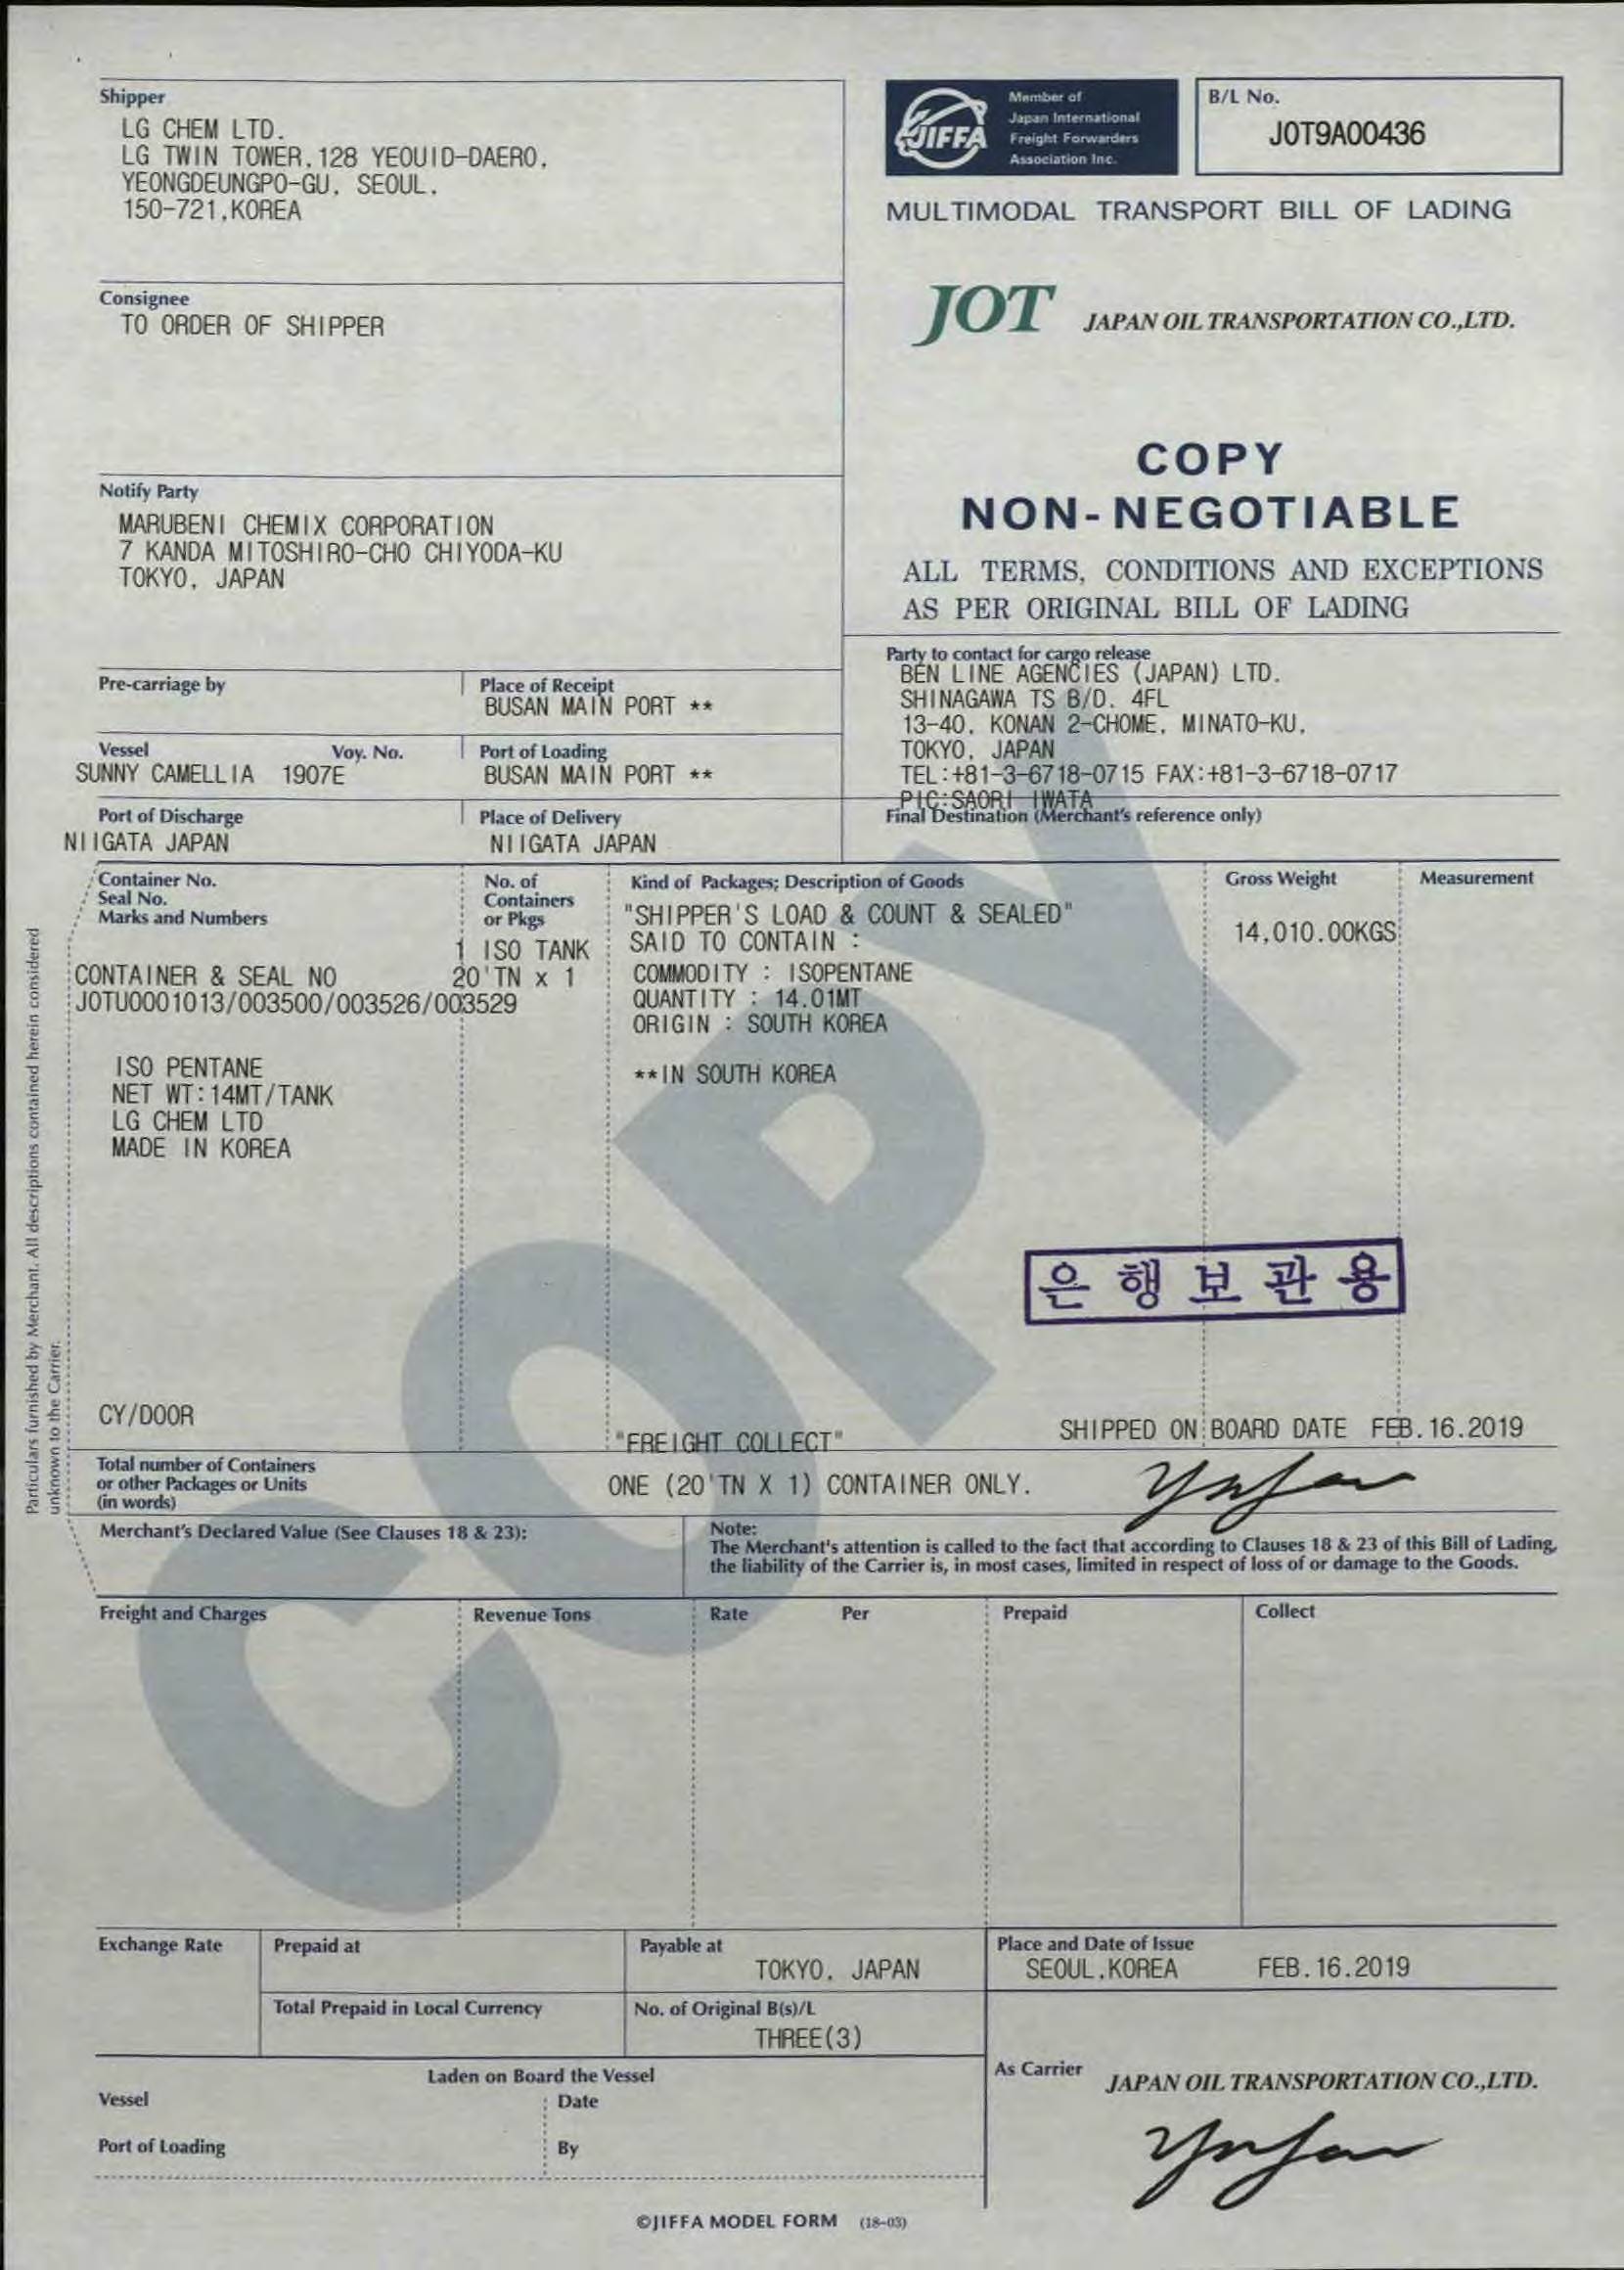 Shipper
LG CHEM LTD.
LG TWIN TOWER, 128 YEOUID-DAERO,
YEONGDEUNGPO-GU, SEOUL,
150-721, KOREA
JIFFA
Member of
Japan International
Freight Forwarders
Association Inc.
B/L No.
JOT9A00436
MULTIMODAL TRANSPORT BILL OF LADING
Consignee
TO ORDER OF SHIPPER
JOT JAPAN OIL TRANSPORTATION CO.,LTD.
COPY
NON-NEGOTIABLE
ALL TERMS, CONDITIONS AND EXCEPTIONS
AS PER ORIGINAL BILL OF LADING
Notify Party
MARUBENI CHEMIX CORPORATION
7 KANDA MITOSHIRO-CHO CHIYODA-KU
TOKYO, JAPAN
Party to contact for cargo release
BEN LINE AGENCIES (JAPAN) LTD.
SHINAGAWA TS B/D. 4FL
13-40, KONAN 2-CHOME, MINATO-KU,
TOKYO, JAPAN
TEL:+81-3-6718-0715 FAX:+81-3-6718-0717
PIC:SAORI IWATA
Pre-carriage by
Place of Receipt
BUSAN MAIN PORT **
Vessel Voy. No.
SUNNY CAMELLIA 1907E
Port of Loading
BUSAN MAIN PORT **
Port of Discharge
NIIGATA JAPAN
Place of Delivery
NIIGATA JAPAN
Final Destination (Merchant's reference only)
Container No.
Seal No.
Marks and Numbers
No. of
Containers
or Pkgs
Kind of Packages; Description of Goods
Gross Weight
Measurement
1 ISO TANK
20'TN x 1
CONTAINER & SEAL NO
JOTU0001013/003500/003526/003529
ISO PENTANE
NET WT:14MT/TANK
LG CHEM LTD
MADE IN KOREA
"SHIPPER'S LOAD & COUNT & SEALED"
SAID TO CONTAIN :
COMMODITY : ISOPENTANE
QUANTITY : 14.01MT
ORIGIN : SOUTH KOREA
**IN SOUTH KOREA
14,010.00KGS
은행보관용
CY/DOOR
"FREIGHT COLLECT"
SHIPPED ON BOARD DATE FEB.16.2019
Particulars furnished by Merchant. All descriptions contained herein considered
unknown to the Carrier.
Total number of Containers
or other Packages or Units
(in words)
ONE (20'TN X 1) CONTAINER ONLY.
Merchant's Declared Value (See Clauses 18 & 23):
Note:
The Merchant's attention is called to the fact that according to Clauses 18 & 23 of this Bill of Lading,
the liability of the Carrier is, in most cases, limited in respect of loss of or damage to the Goods.
Freight and Charges
Revenue Tons
Rate
Per
Prepaid
Collect
COPY
Exchange Rate
Prepaid at
Payable at
TOKYO, JAPAN
Place and Date of Issue
SEOUL,KOREA FEB.16.2019
Total Prepaid in Local Currency
No. of Original B(s)/L
THREE(3)
Laden on Board the Vessel
Vessel
Date
Port of Loading
By
As Carrier
JAPAN OIL TRANSPORTATION CO.,LTD.
©JIFFA MODEL FORM (18-03)